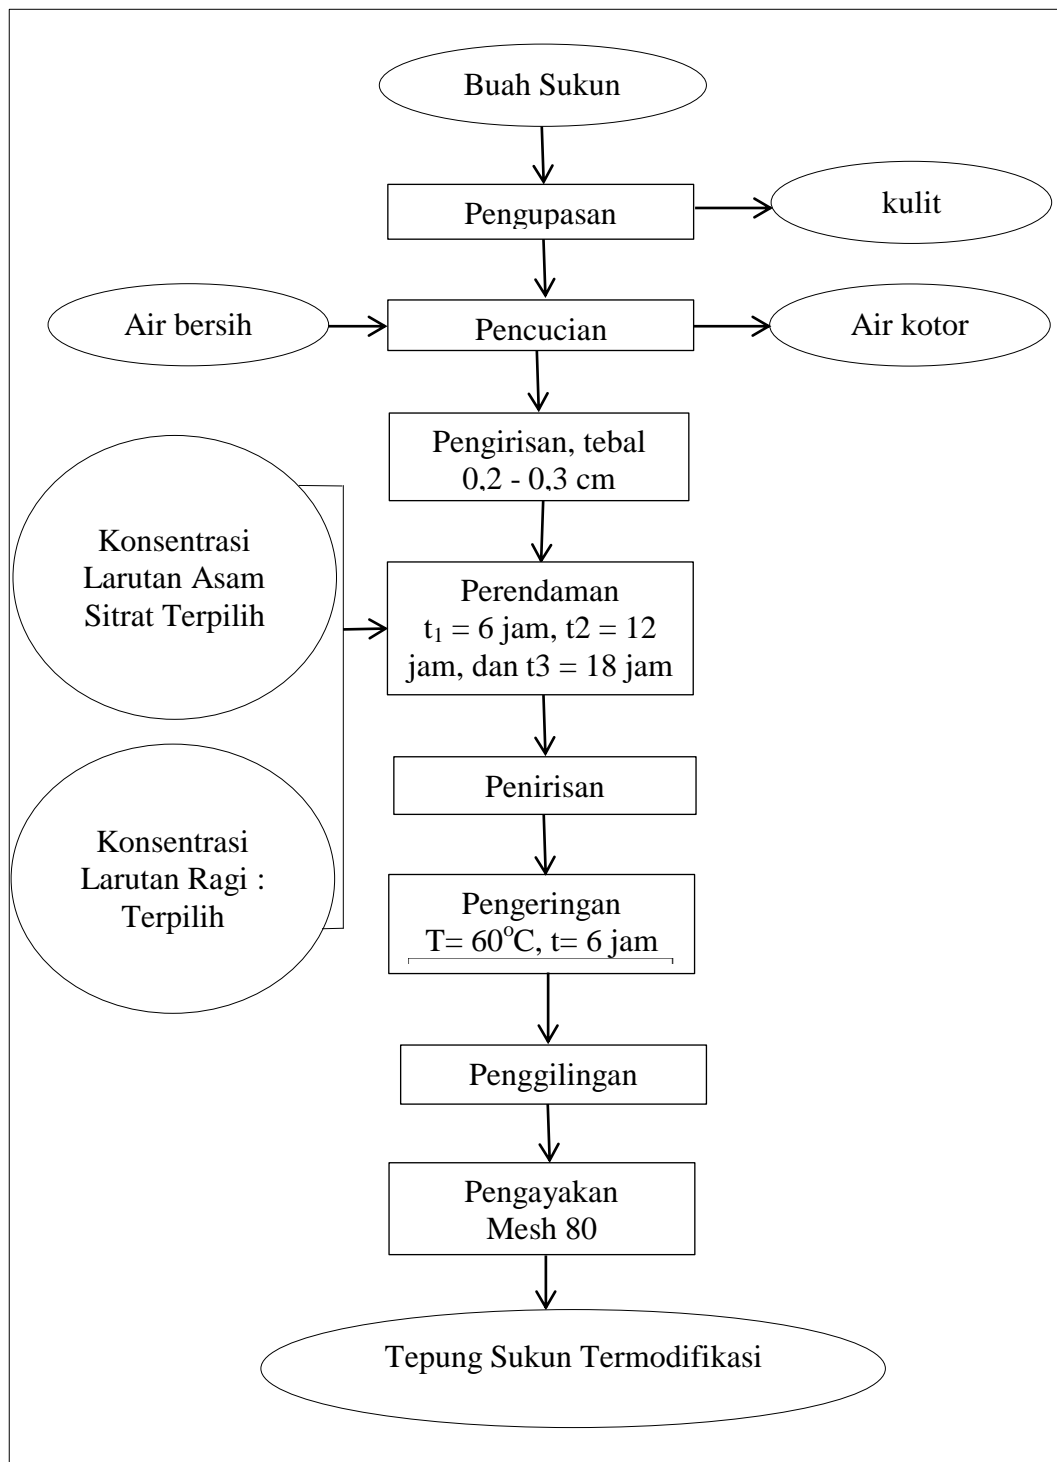 Buah Sukun
Pengupasan
kulit
Air bersih
Pencucian
Air kotor
Pengirisan, tebal
0,2 - 0,3 cm
Konsentrasi
Larutan Asam
Sitrat Terpilih
Perendaman
t₁ = 6 jam, t2 = 12
jam, dan t3 = 18 jam
Penirisan
Konsentrasi
Larutan Ragi :
Terpilih
Pengeringan
T= 60ᵒC, t= 6 jam
Penggilingan
Pengayakan
Mesh 80
Tepung Sukun Termodifikasi